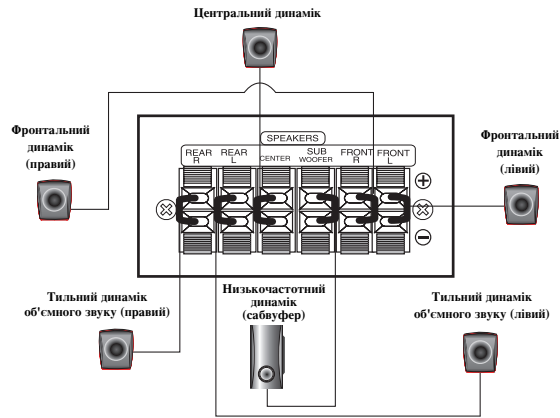 Центральний динамік
Фронтальний
динамік
(правий)
SPEAKERS
REAR
R
REAR
L
CENTER
SUB
WOOFER
FRONT
R
FRONT
L
+
−
Фронтальний
динамік
(лівий)
Тильний динамік
об'ємного звуку (правий)
Низькочастотний
динамік
(сабвуфер)
Тильний динамік
об'ємного звуку (лівий)